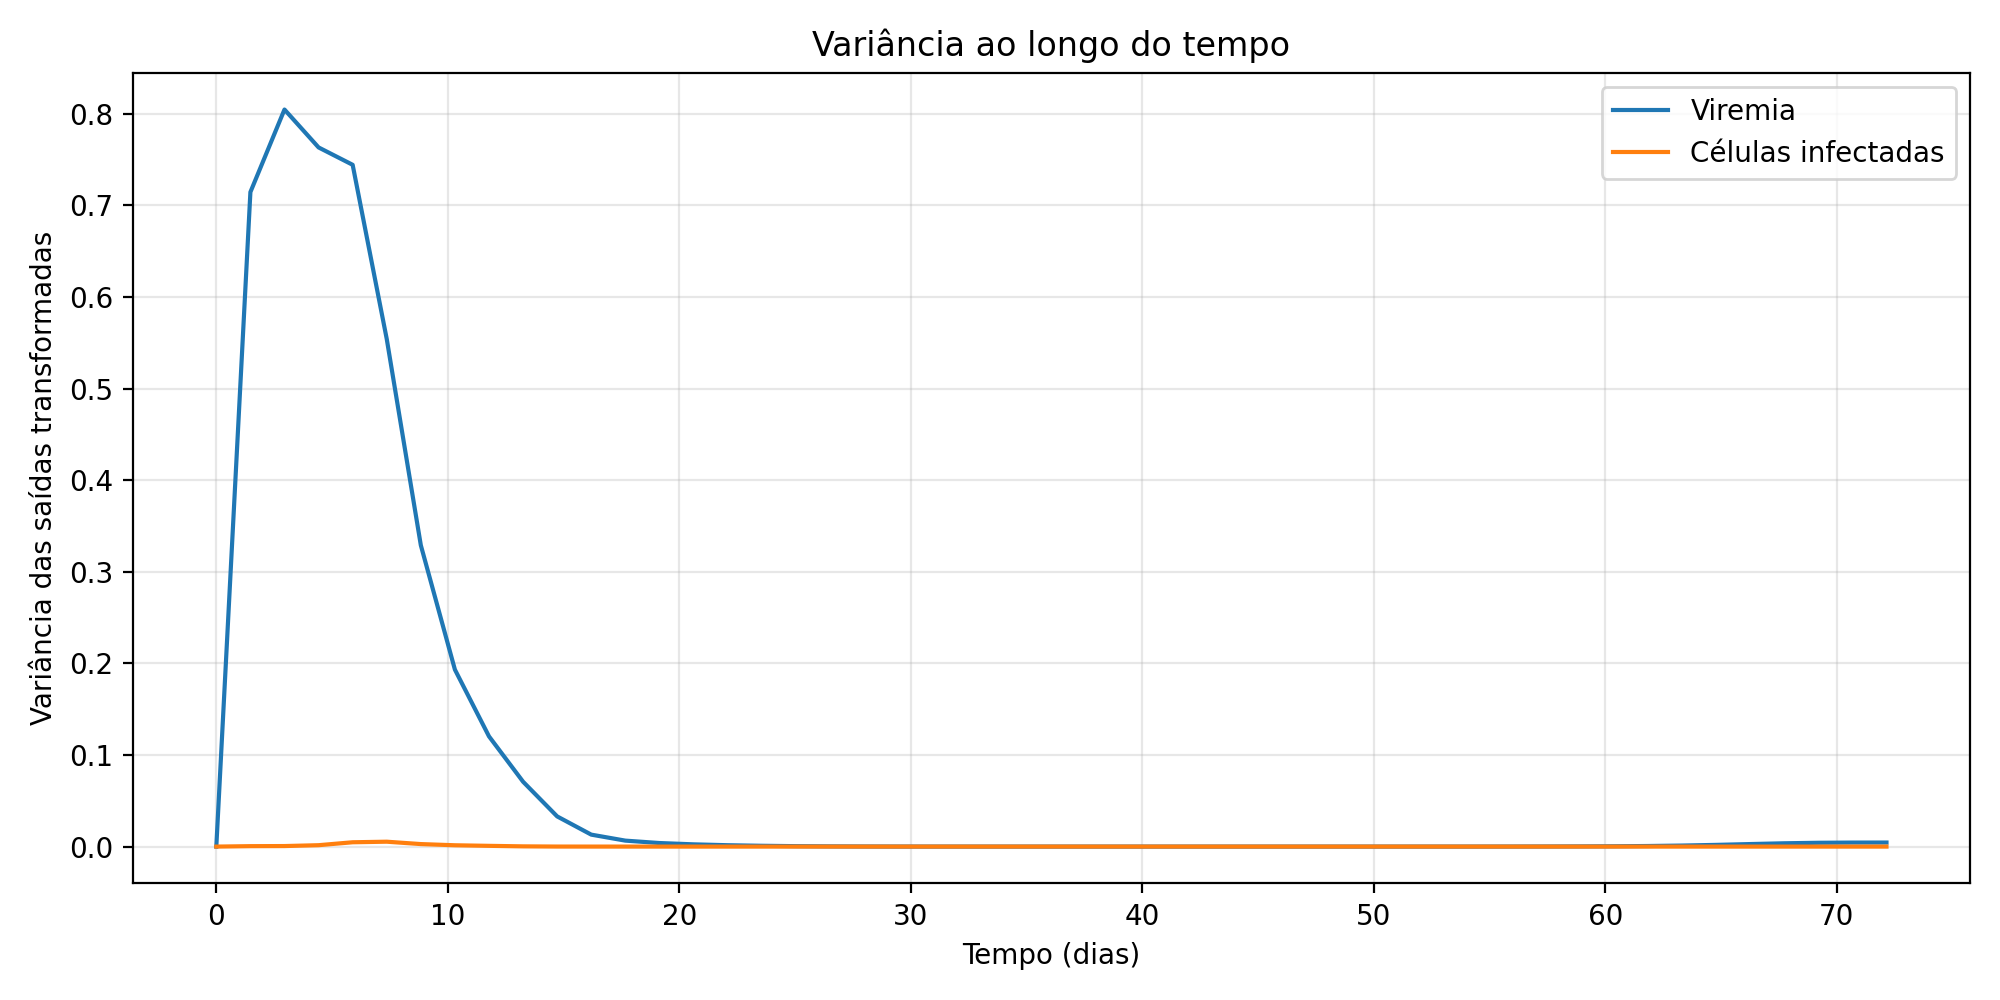 Variância ao longo do tempo
Viremia
Células infectadas
Variância das saídas transformadas
0.8
0.7
0.6
0.5
0.4
0.3
0.2
0.1
0.0
0 10 20 30 40 50 60 70
Tempo (dias)